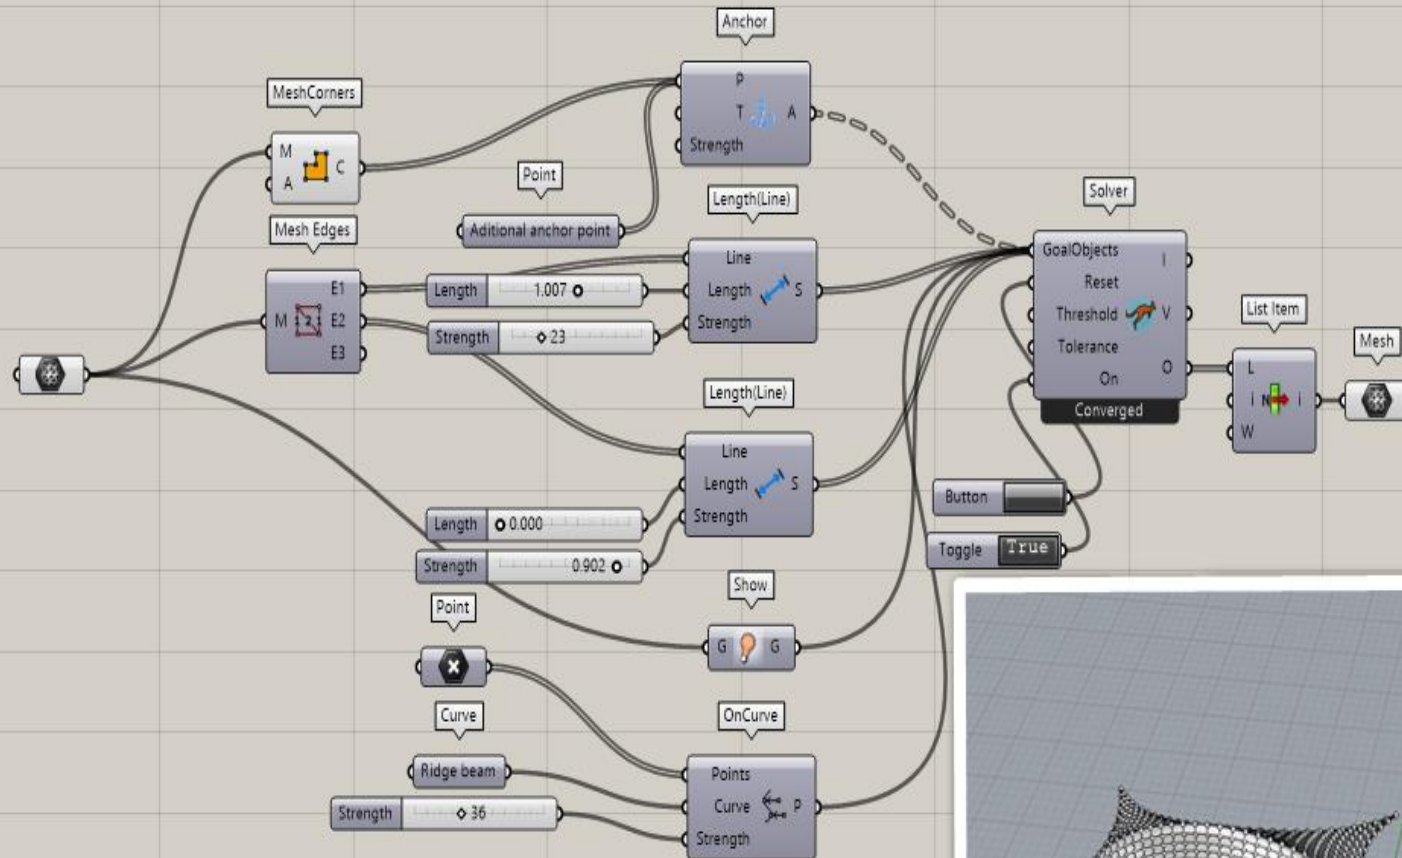 Anchor
MeshCorners
P
T A
Strength
M
A
C
Point
Aditional anchor point
Mesh Edges
Length(Line)
Solver
E1
M E2
E3
Length 1.007
Strength 23
Line
Length S
Strength
GoalObjects
Reset
Threshold
Tolerance
On
I
V
O
Converged
List Item
L
i N i
W
Mesh
Length(Line)
Line
Length S
Strength
Length 0.000
Strength 0.902
Button
Toggle True
Show
G G
Point
Curve
OnCurve
Ridge beam
Strength 36
Points
Curve P
Strength